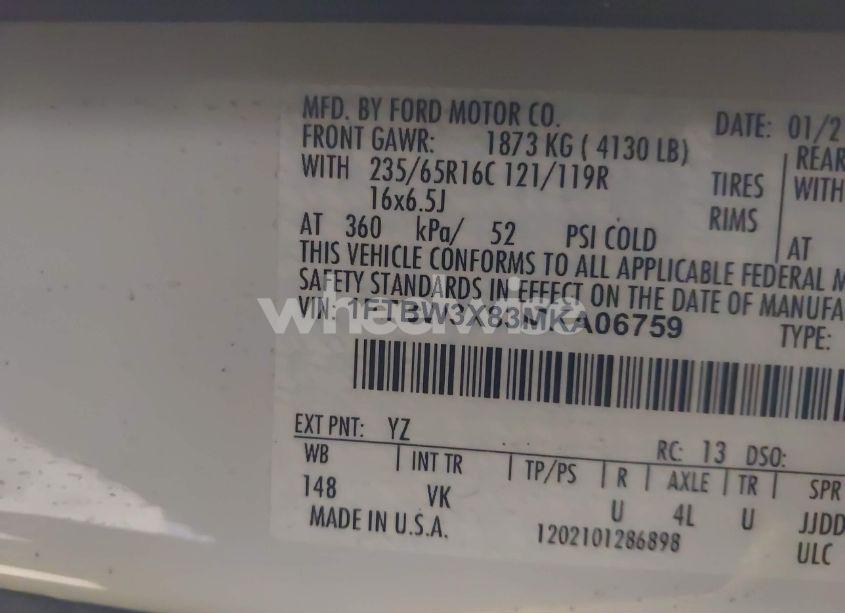 MFD. BY FORD MOTOR CO.
DATE: 01/2
FRONT GAWR: 1873 KG ( 4130 LB)
REAR
WITH 235/65R16C 121/119R TIRES
WITH
16x6.5J RIMS
AT 360 kPa/ 52 PSI COLD
AT
THIS VEHICLE CONFORMS TO ALL APPLICABLE FEDERAL M
SAFETY STANDARDS IN EFFECT ON THE DATE OF MANUFA
VIN: 1FTBW3X83MKA06759
TYPE:
wheelwise
EXT PNT: YZ RC: 13 DSO:
WB INT TR TP/PS R AXLE TR SPR
148 VK U 4L U JJDD
MADE IN U.S.A. 1202101286898 ULC